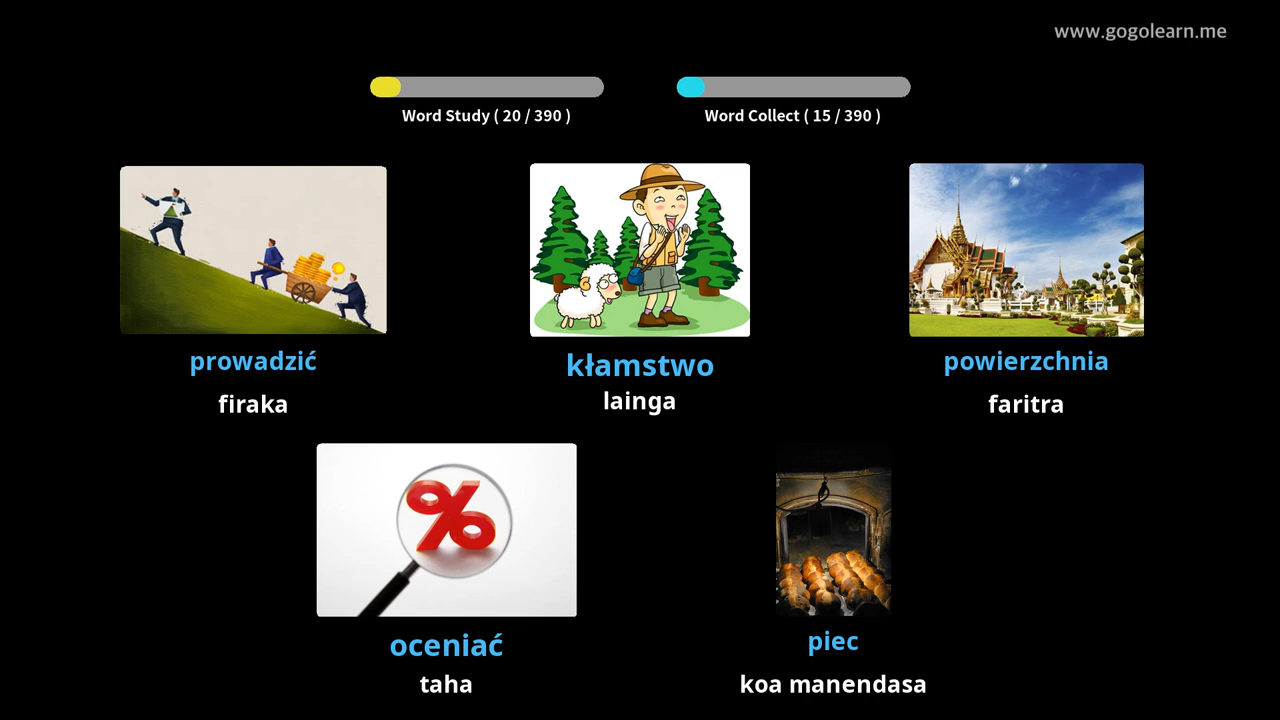 www.gogolearn.me
Word Study ( 20 / 390 )
Word Collect ( 15 / 390 )
prowadzić
firaka
kłamstwo
lainga
powierzchnia
faritra
%
oceniać
taha
piec
koa manendasa